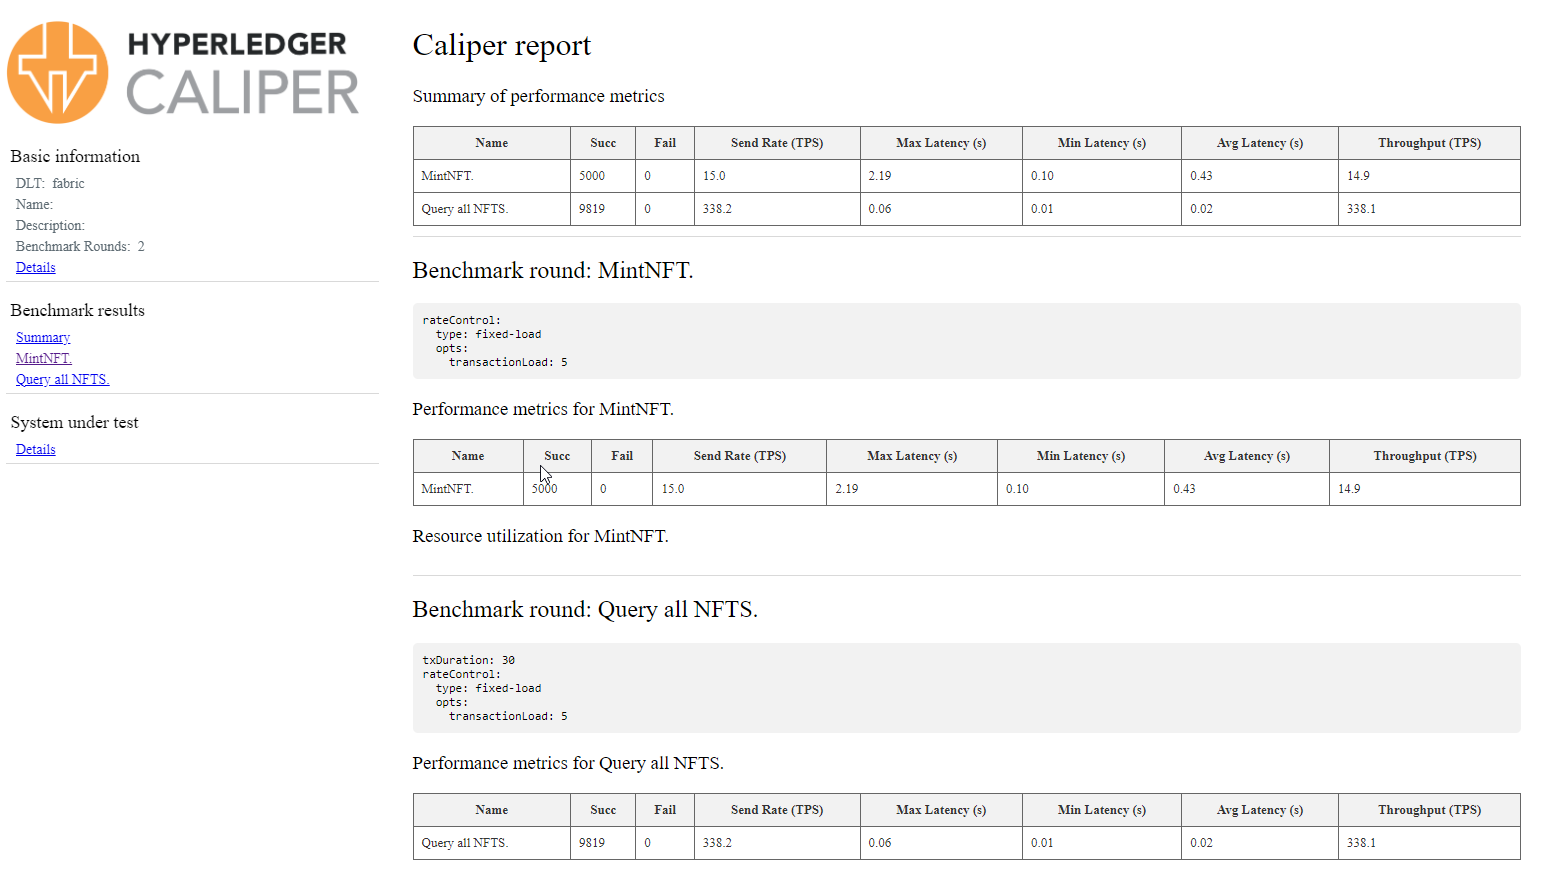 HYPERLEDGER
CALIPER
Basic information
DLT: fabric
Name:
Description:
Benchmark Rounds: 2
Details
Benchmark results
Summary
MintNFT.
Query all NFTS.
System under test
Details
Caliper report
Summary of performance metrics
Name Succ Fail Send Rate (TPS) Max Latency (s) Min Latency (s) Avg Latency (s) Throughput (TPS)
MintNFT. 5000 0 15.0 2.19 0.10 0.43 14.9
Query all NFTS. 9819 0 338.2 0.06 0.01 0.02 338.1
Benchmark round: MintNFT.
rateControl:
type: fixed-load
opts:
transactionLoad: 5
Performance metrics for MintNFT.
Name Succ Fail Send Rate (TPS) Max Latency (s) Min Latency (s) Avg Latency (s) Throughput (TPS)
MintNFT. 5000 0 15.0 2.19 0.10 0.43 14.9
Resource utilization for MintNFT.
Benchmark round: Query all NFTS.
txDuration: 30
rateControl:
type: fixed-load
opts:
transactionLoad: 5
Performance metrics for Query all NFTS.
Name Succ Fail Send Rate (TPS) Max Latency (s) Min Latency (s) Avg Latency (s) Throughput (TPS)
Query all NFTS. 9819 0 338.2 0.06 0.01 0.02 338.1